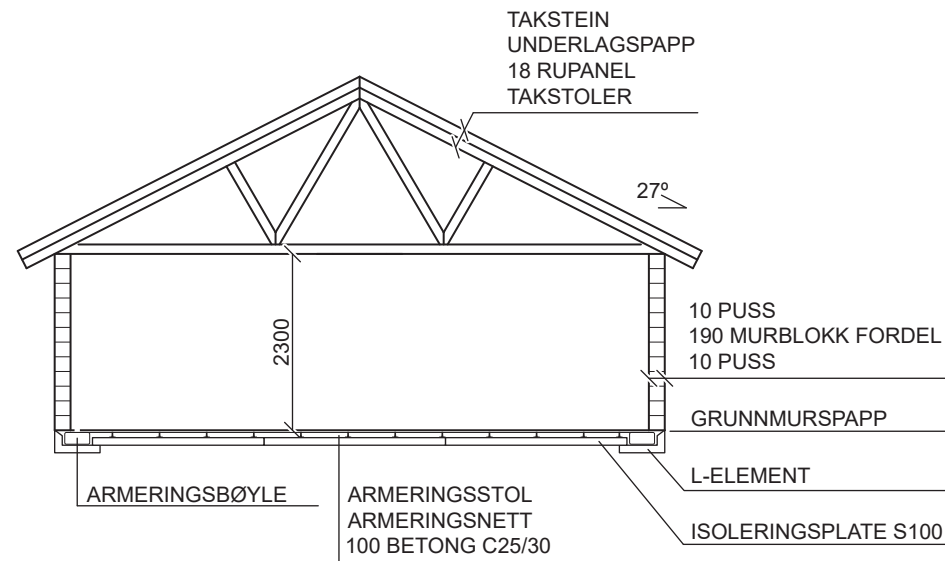 TAKSTEIN
UNDERLAGSPAPP
18 RUPANEL
TAKSTOLER
27º
2300
10 PUSS
190 MURBLOKK FORDEL
10 PUSS
GRUNNMURSPAPP
L-ELEMENT
ISOLERINGSPLATE S100
ARMERINGSBØYLE
ARMERINGSSTOL
ARMERINGSNETT
100 BETONG C25/30